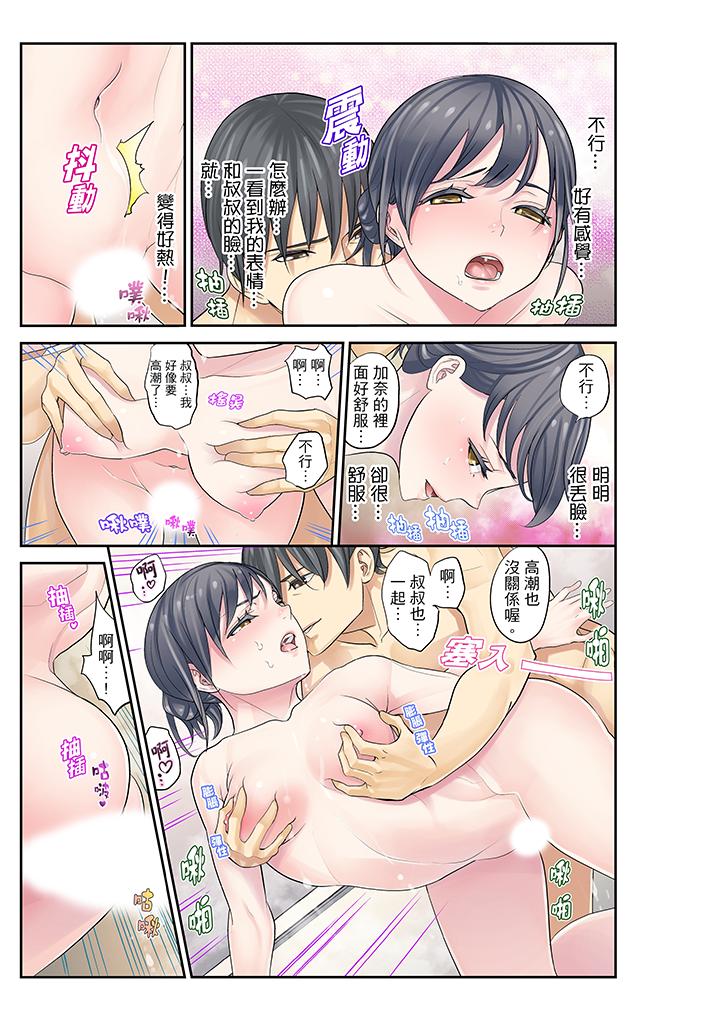 不行…
好有感覺…
震動
怎麼辦…
一看到我的表情…
和叔叔的臉…
就…
抽插
抽插
抖動
變得好熱！…
噗啾
不行…
明明
很丟臉…
加奈的裡
面好舒服…
卻很…
舒服…
抽插
抽插
啊…
啊…
不行…
叔叔…我
好像要
高潮了…
搖晃
啾噗
啾噗
高潮也
沒關係喔。
啊…
叔叔也
一起…
塞入
啾
啪
啊…
啊…
膨脹
彈性
膨脹
彈性
啾
啪
啾
啪
抽插
啊啊…！
抽插
咕啵
咕啾